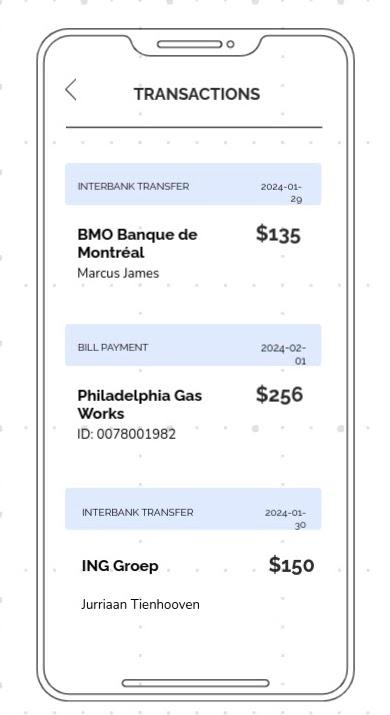 TRANSACTIONS
INTERBANK TRANSFER 2024-01-
29
BMO Banque de $135
Montréal
Marcus James
BILL PAYMENT 2024-02-
01
Philadelphia Gas $256
Works
ID: 0078001982
INTERBANK TRANSFER 2024-01-
30
ING Groep $150
Jurriaan Tienhooven